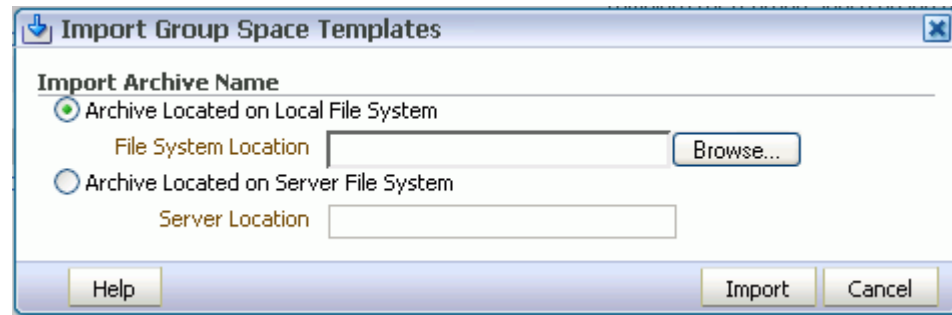 Import Group Space Templates
Import Archive Name
Archive Located on Local File System
File System Location Browse...
Archive Located on Server File System
Server Location
Help Import Cancel